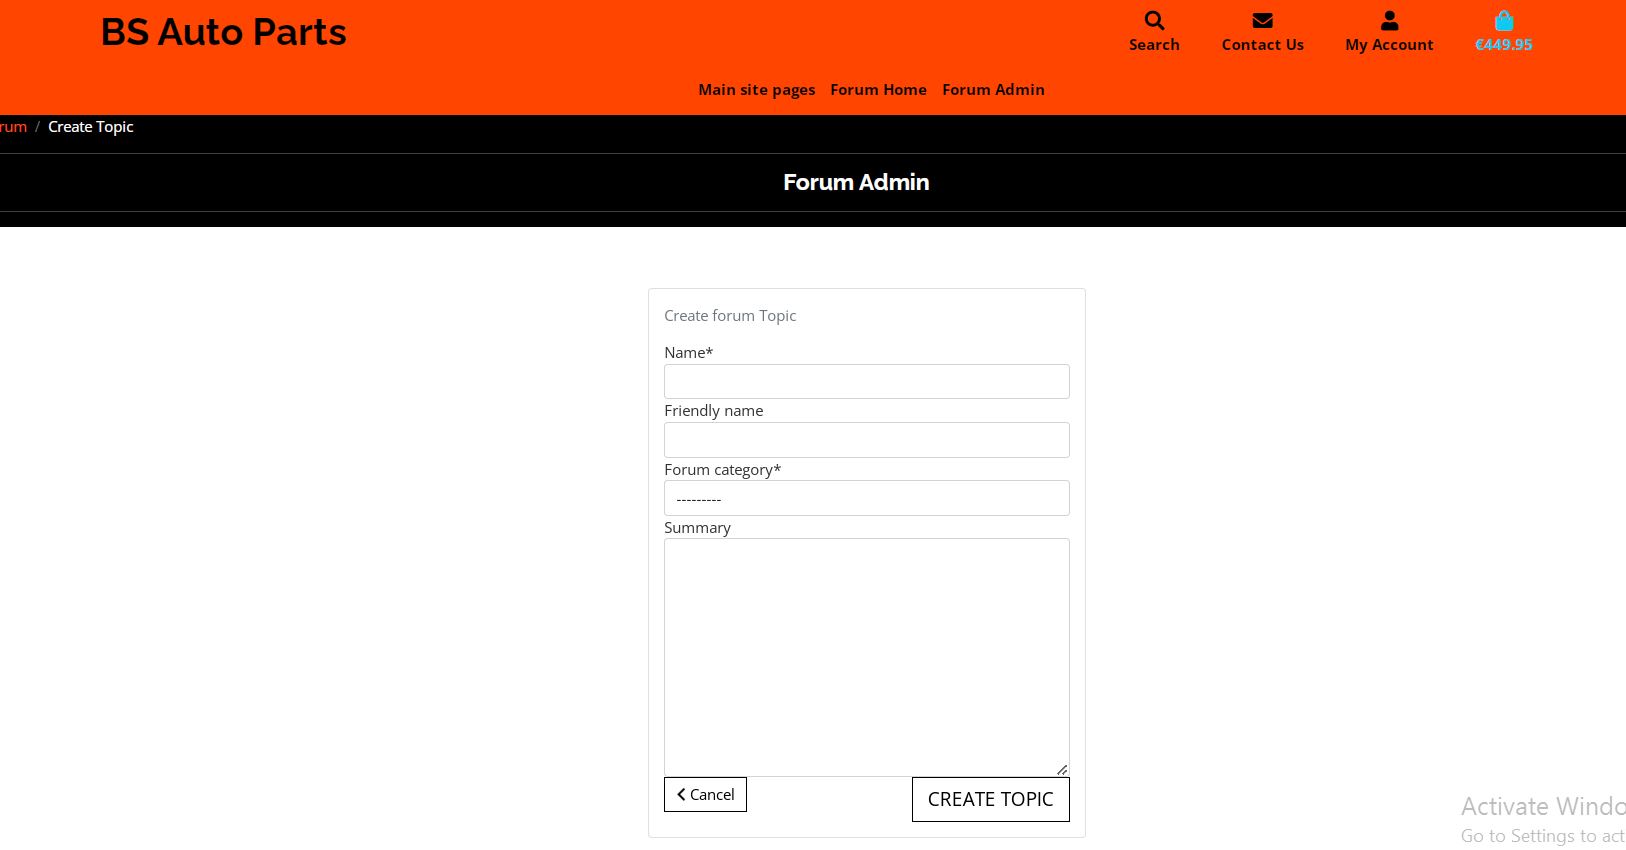 BS Auto Parts
Search
Contact Us
My Account
€449.95
Main site pages Forum Home Forum Admin
rum / Create Topic
Forum Admin
Create forum Topic
Name*
Friendly name
Forum category*
---------
Summary
Cancel
CREATE TOPIC
Activate Windo
Go to Settings to act